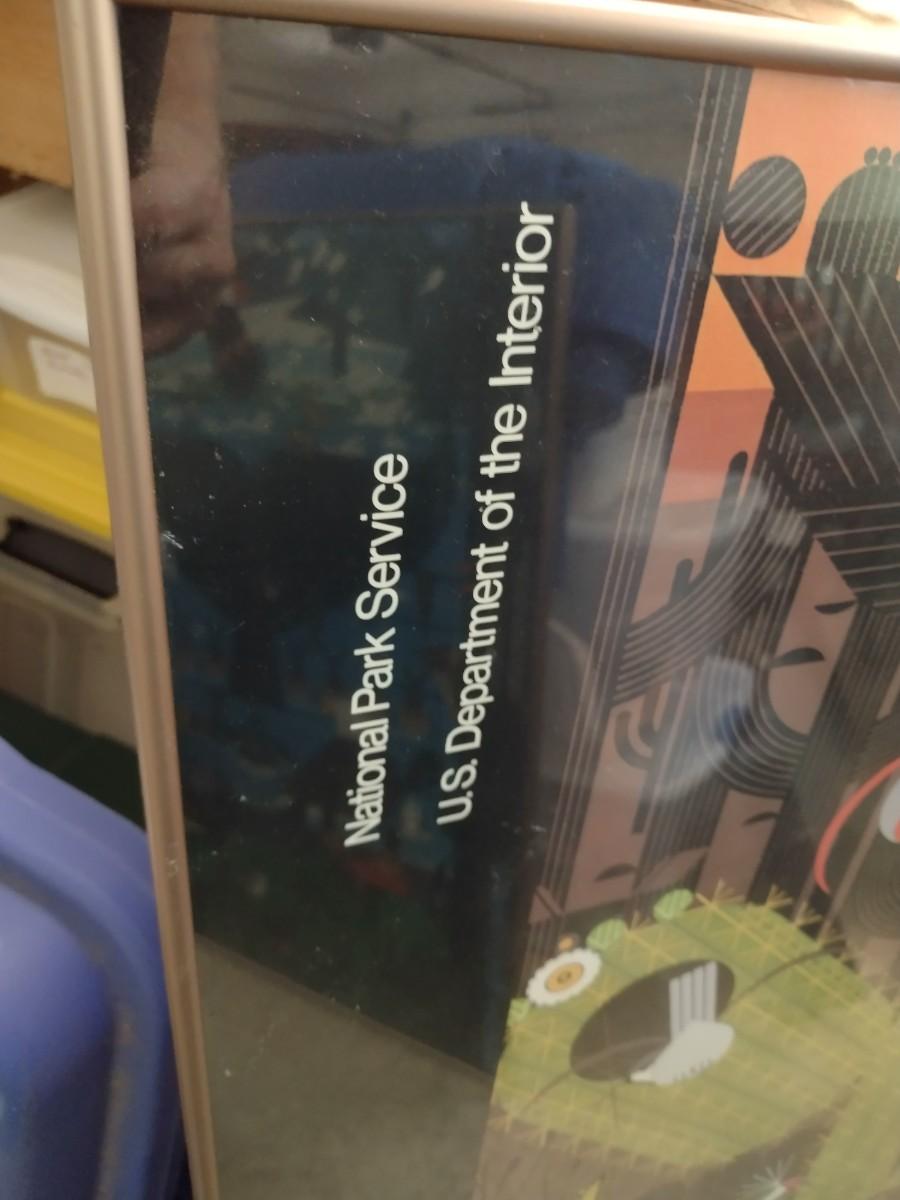 National Park Service
U.S. Department of the Interior